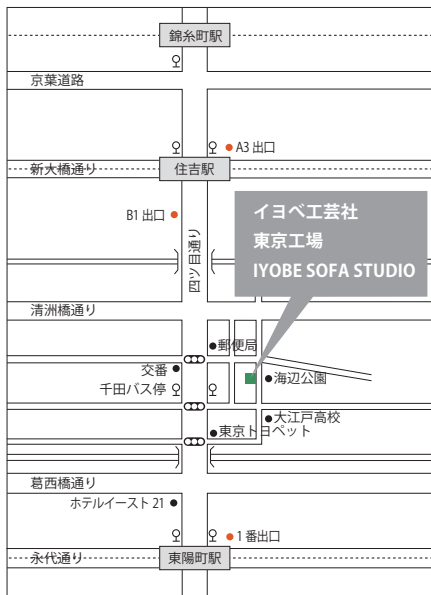 錦糸町駅
京葉道路
A3 出口
新大橋通り
住吉駅
B1 出口
四ツ目通り
イヨベ工芸社
東京工場
IYOBE SOFA STUDIO
清洲橋通り
郵便局
交番
千田バス停
海辺公園
大江戸高校
東京トヨペット
葛西橋通り
ホテルイースト 21
1 番出口
永代通り
東陽町駅